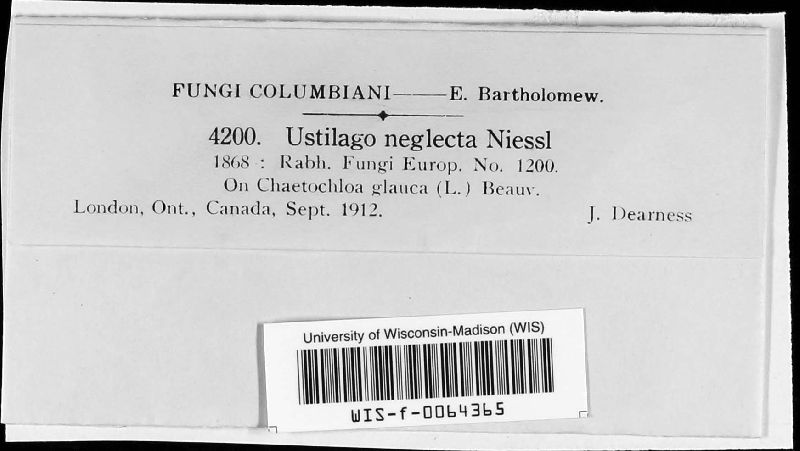 FUNGI COLUMBIANI——E. Bartholomew.
4200. Ustilago neglecta Niessl
1868 : Rabh. Fungi Europ. No. 1200.
On Chaetochloa glauca (L.) Beauv.
London, Ont., Canada, Sept. 1912. J. Dearness
University of Wisconsin-Madison (WIS)
WIS-f-0064365